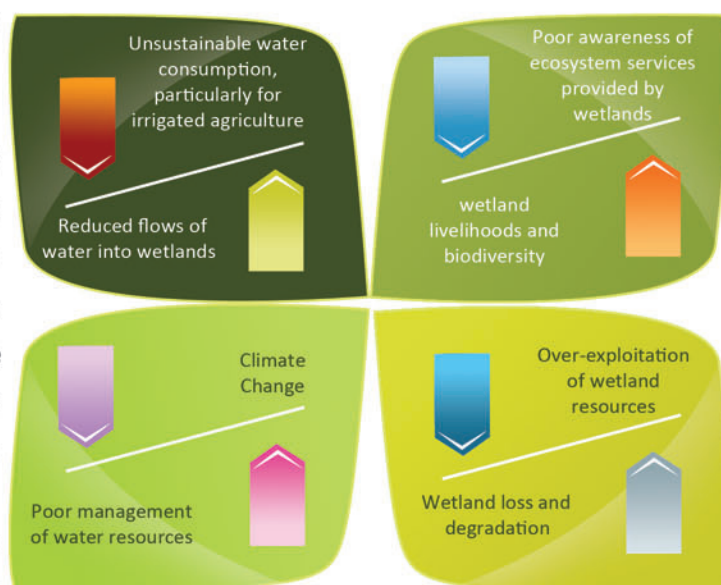 Unsustainable water
consumption,
particularly for
irrigated agriculture
Reduced flows of
water into wetlands
Poor awareness of
ecosystem services
provided by
wetlands
wetland
livelihoods and
biodiversity
Climate
Change
Poor management
of water resources
Over-exploitation
of wetland
resources
Wetland loss and
degradation